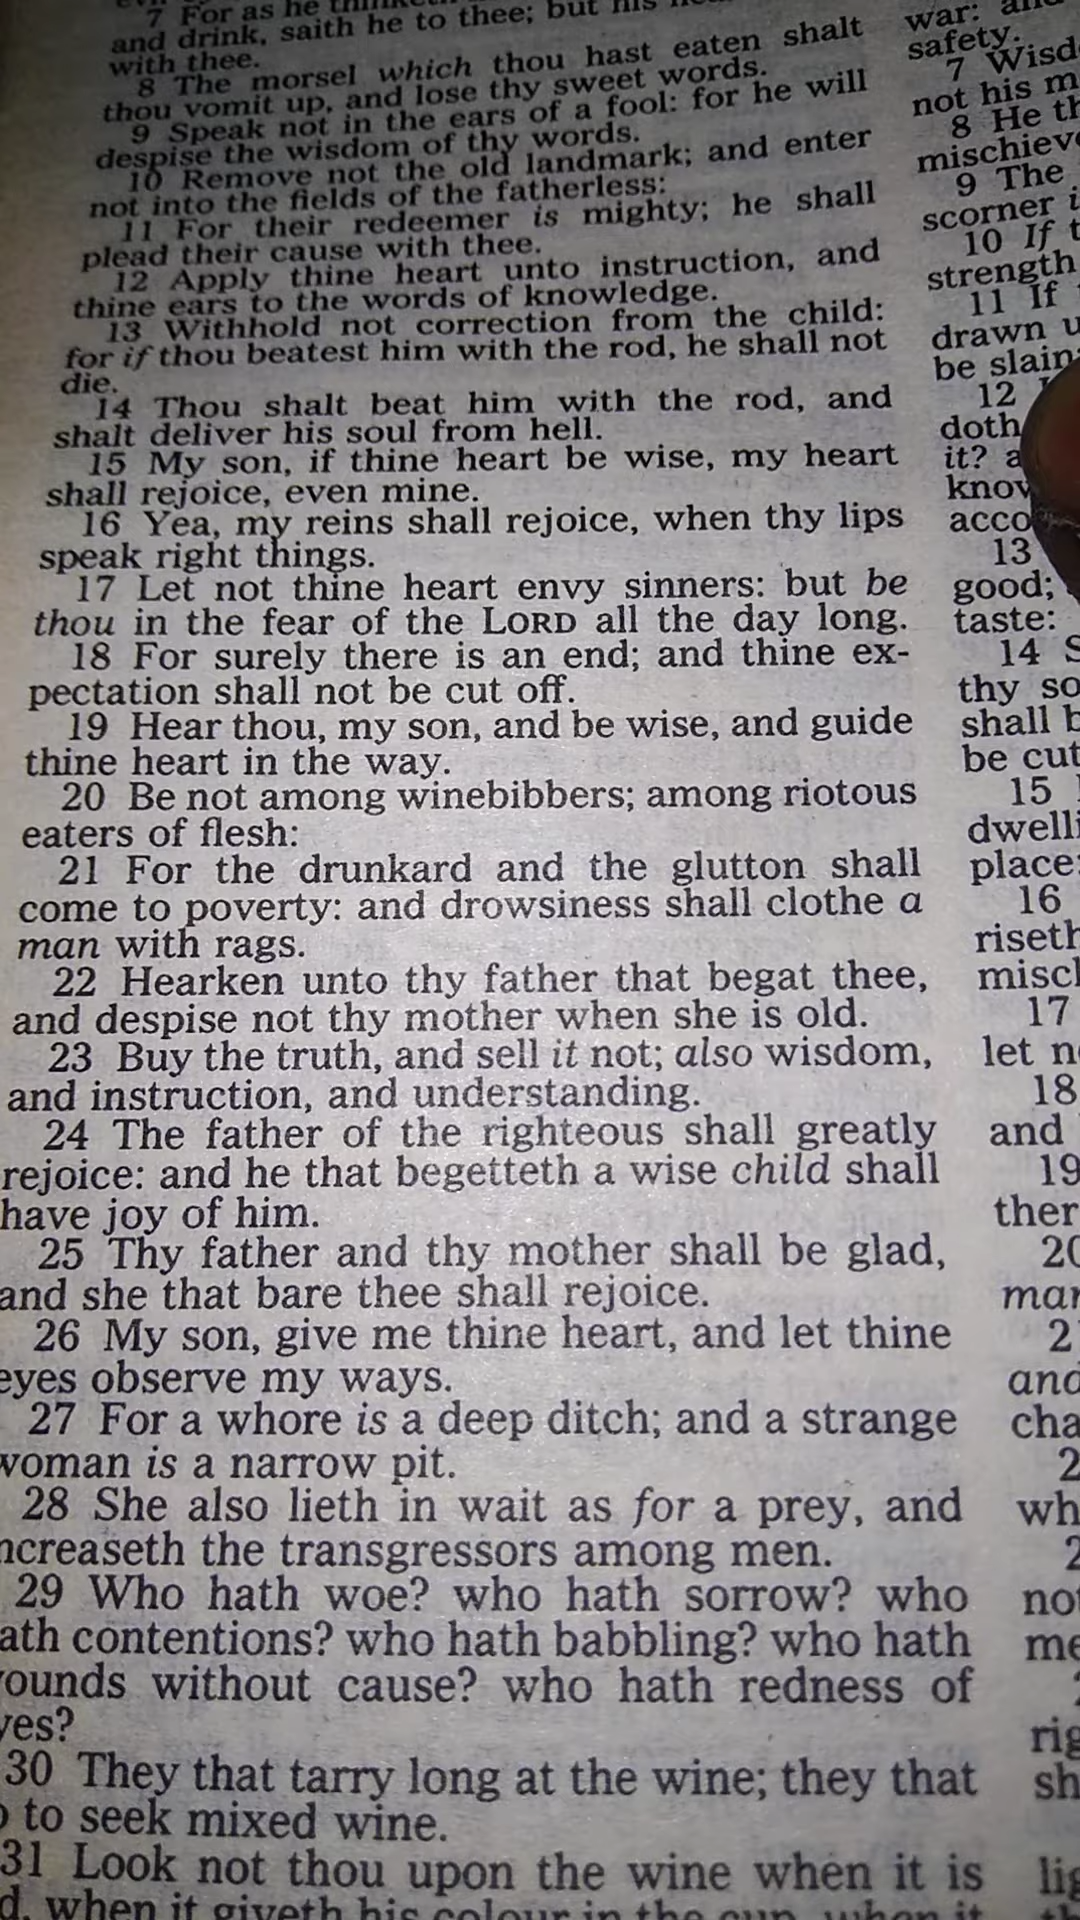 7 For as he
and drink, saith he to thee; but his
with thee.
8 The morsel which thou hast eaten shalt
thou vomit up, and lose thy sweet words.
9 Speak not in the ears of a fool: for he will
despise the wisdom of thy words.
10 Remove not the old landmark; and enter
not into the fields of the fatherless:
11 For their redeemer is mighty; he shall
plead their cause with thee.
12 Apply thine heart unto instruction, and
thine ears to the words of knowledge.
13 Withhold not correction from the child:
for if thou beatest him with the rod, he shall not
die.
14 Thou shalt beat him with the rod, and
shalt deliver his soul from hell.
15 My son, if thine heart be wise, my heart
shall rejoice, even mine.
16 Yea, my reins shall rejoice, when thy lips
speak right things.
17 Let not thine heart envy sinners: but be
thou in the fear of the LORD all the day long.
18 For surely there is an end; and thine ex-
pectation shall not be cut off.
19 Hear thou, my son, and be wise, and guide
thine heart in the way.
20 Be not among winebibbers; among riotous
eaters of flesh:
21 For the drunkard and the glutton shall
come to poverty: and drowsiness shall clothe a
man with rags.
22 Hearken unto thy father that begat thee,
and despise not thy mother when she is old.
23 Buy the truth, and sell it not; also wisdom,
and instruction, and understanding.
24 The father of the righteous shall greatly
rejoice: and he that begetteth a wise child shall
have joy of him.
25 Thy father and thy mother shall be glad,
and she that bare thee shall rejoice.
26 My son, give me thine heart, and let thine
eyes observe my ways.
27 For a whore is a deep ditch; and a strange
woman is a narrow pit.
28 She also lieth in wait as for a prey, and
ncreaseth the transgressors among men.
29 Who hath woe? who hath sorrow? who
ath contentions? who hath babbling? who hath
ounds without cause? who hath redness of
yes?
30 They that tarry long at the wine; they that
to seek mixed wine.
31 Look not thou upon the wine when it is
d, when it giveth his colour in the cup, when it
war: and
safety.
7 Wisd
not his m
8 He th
mischiev
9 The
scorner i
10 If t
strength
11 If
drawn u
be slain
12
doth
it? a
know
acco
13
good;
taste:
14 S
thy so
shall b
be cut
15
dwelli
place:
16
riseth
misch
17
let n
18
and
19
ther
20
man
2
and
cha
2
wh
2
not
me
rig
sh
lig